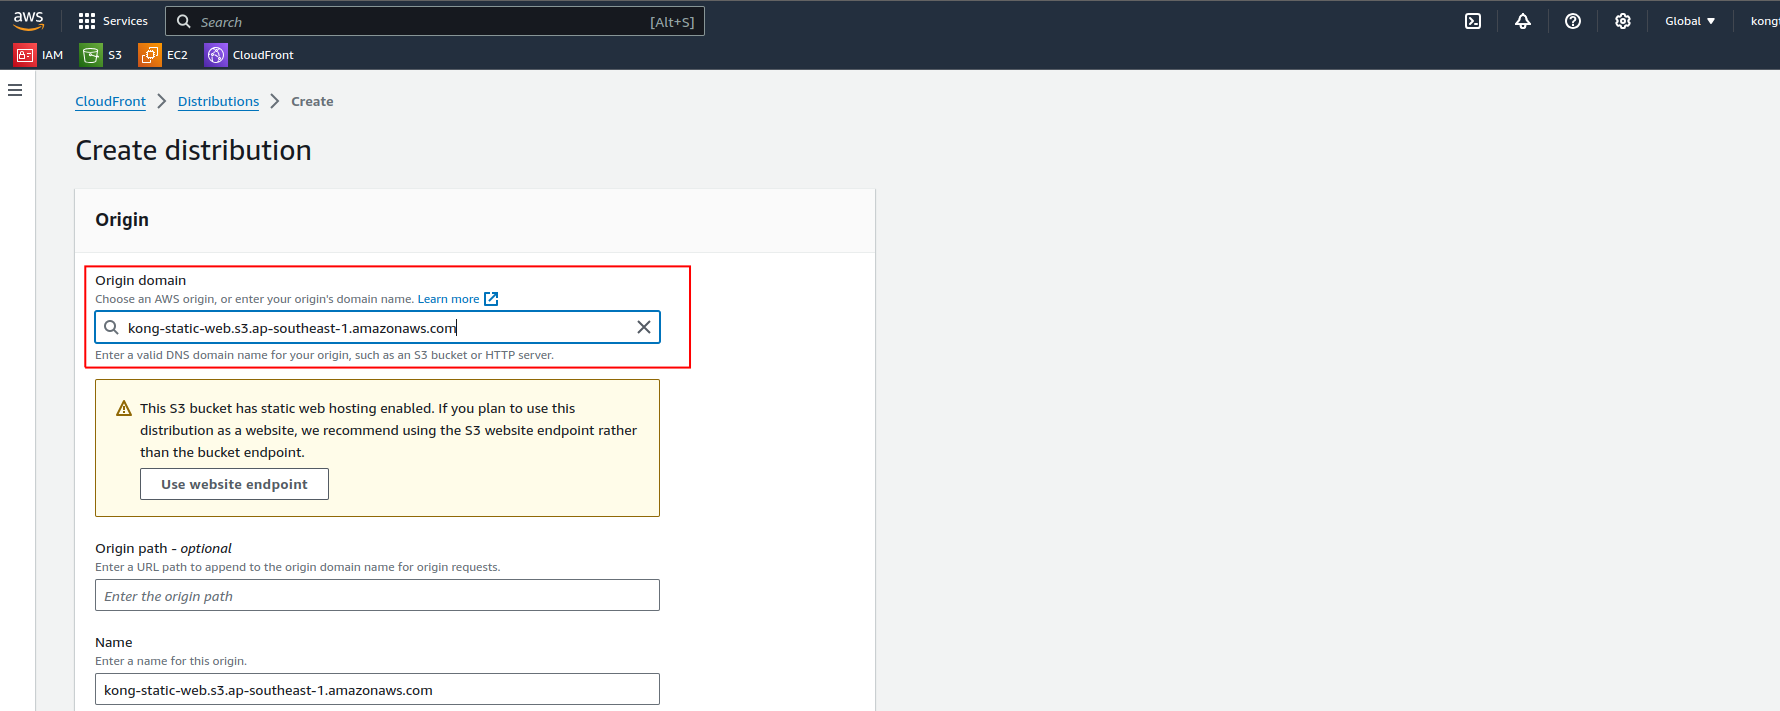 aws Services Search [Alt+S] Global ▼ kong
IAM S3 EC2 CloudFront
CloudFront > Distributions > Create
Create distribution
Origin
Origin domain
Choose an AWS origin, or enter your origin's domain name. Learn more
kong-static-web.s3.ap-southeast-1.amazonaws.com
Enter a valid DNS domain name for your origin, such as an S3 bucket or HTTP server.
This S3 bucket has static web hosting enabled. If you plan to use this
distribution as a website, we recommend using the S3 website endpoint rather
than the bucket endpoint.
Use website endpoint
Origin path - optional
Enter a URL path to append to the origin domain name for origin requests.
Enter the origin path
Name
Enter a name for this origin.
kong-static-web.s3.ap-southeast-1.amazonaws.com